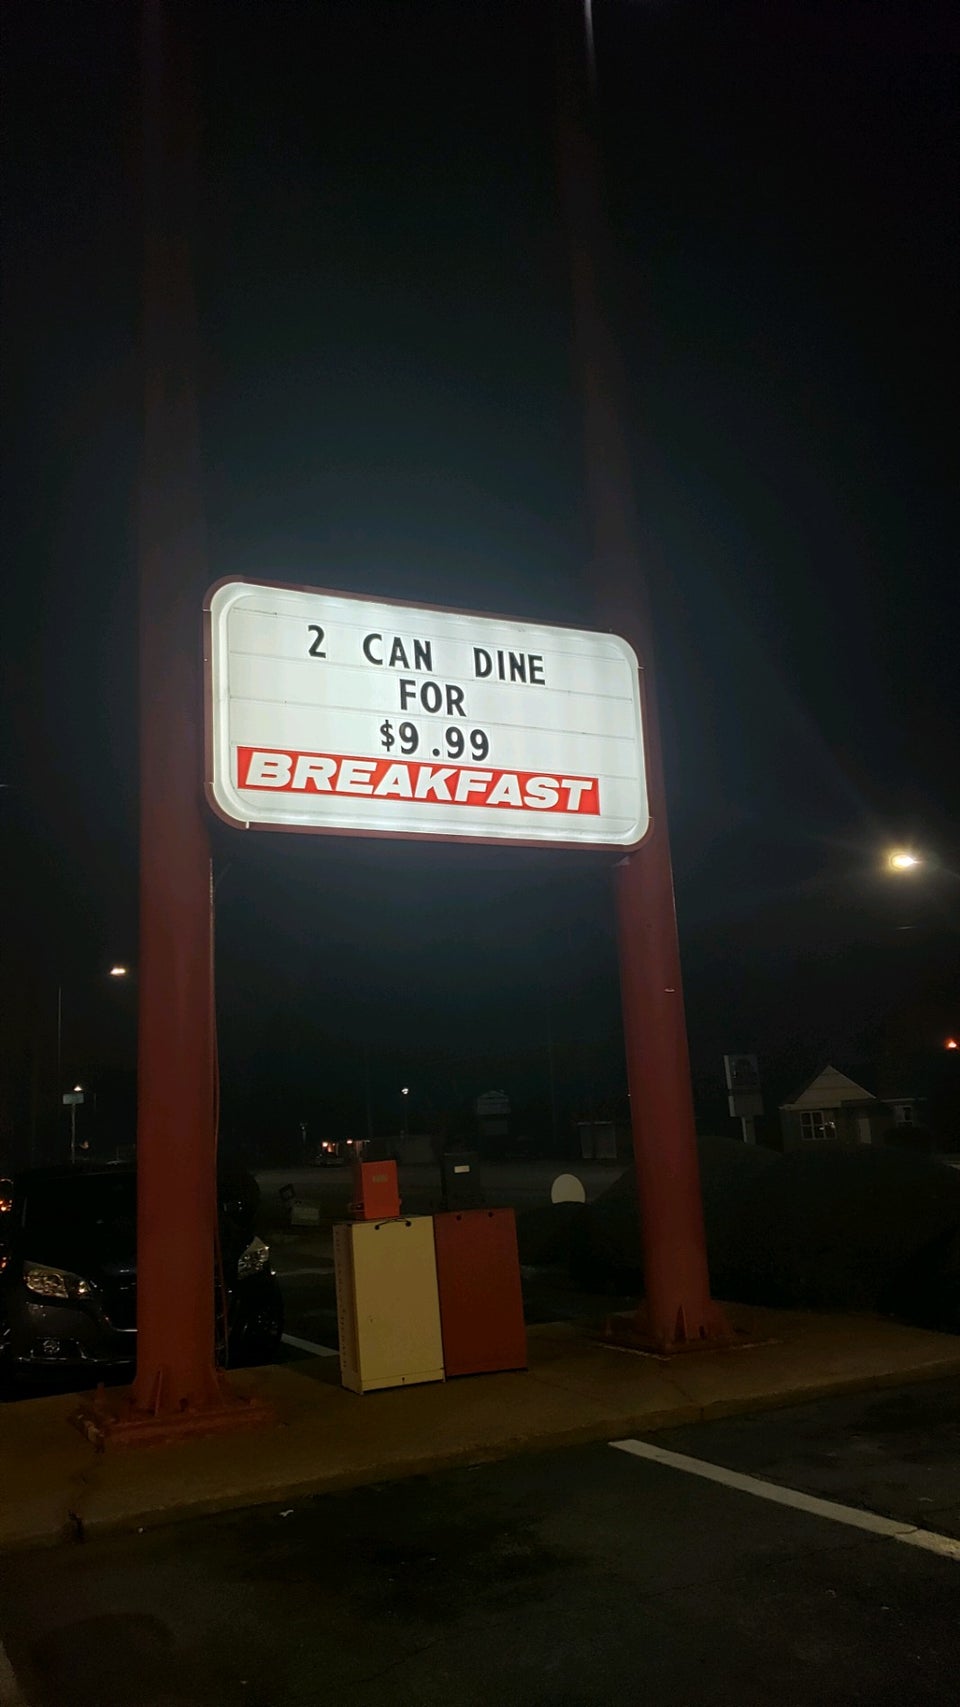 2 CAN DINE
FOR
$9.99
BREAKFAST